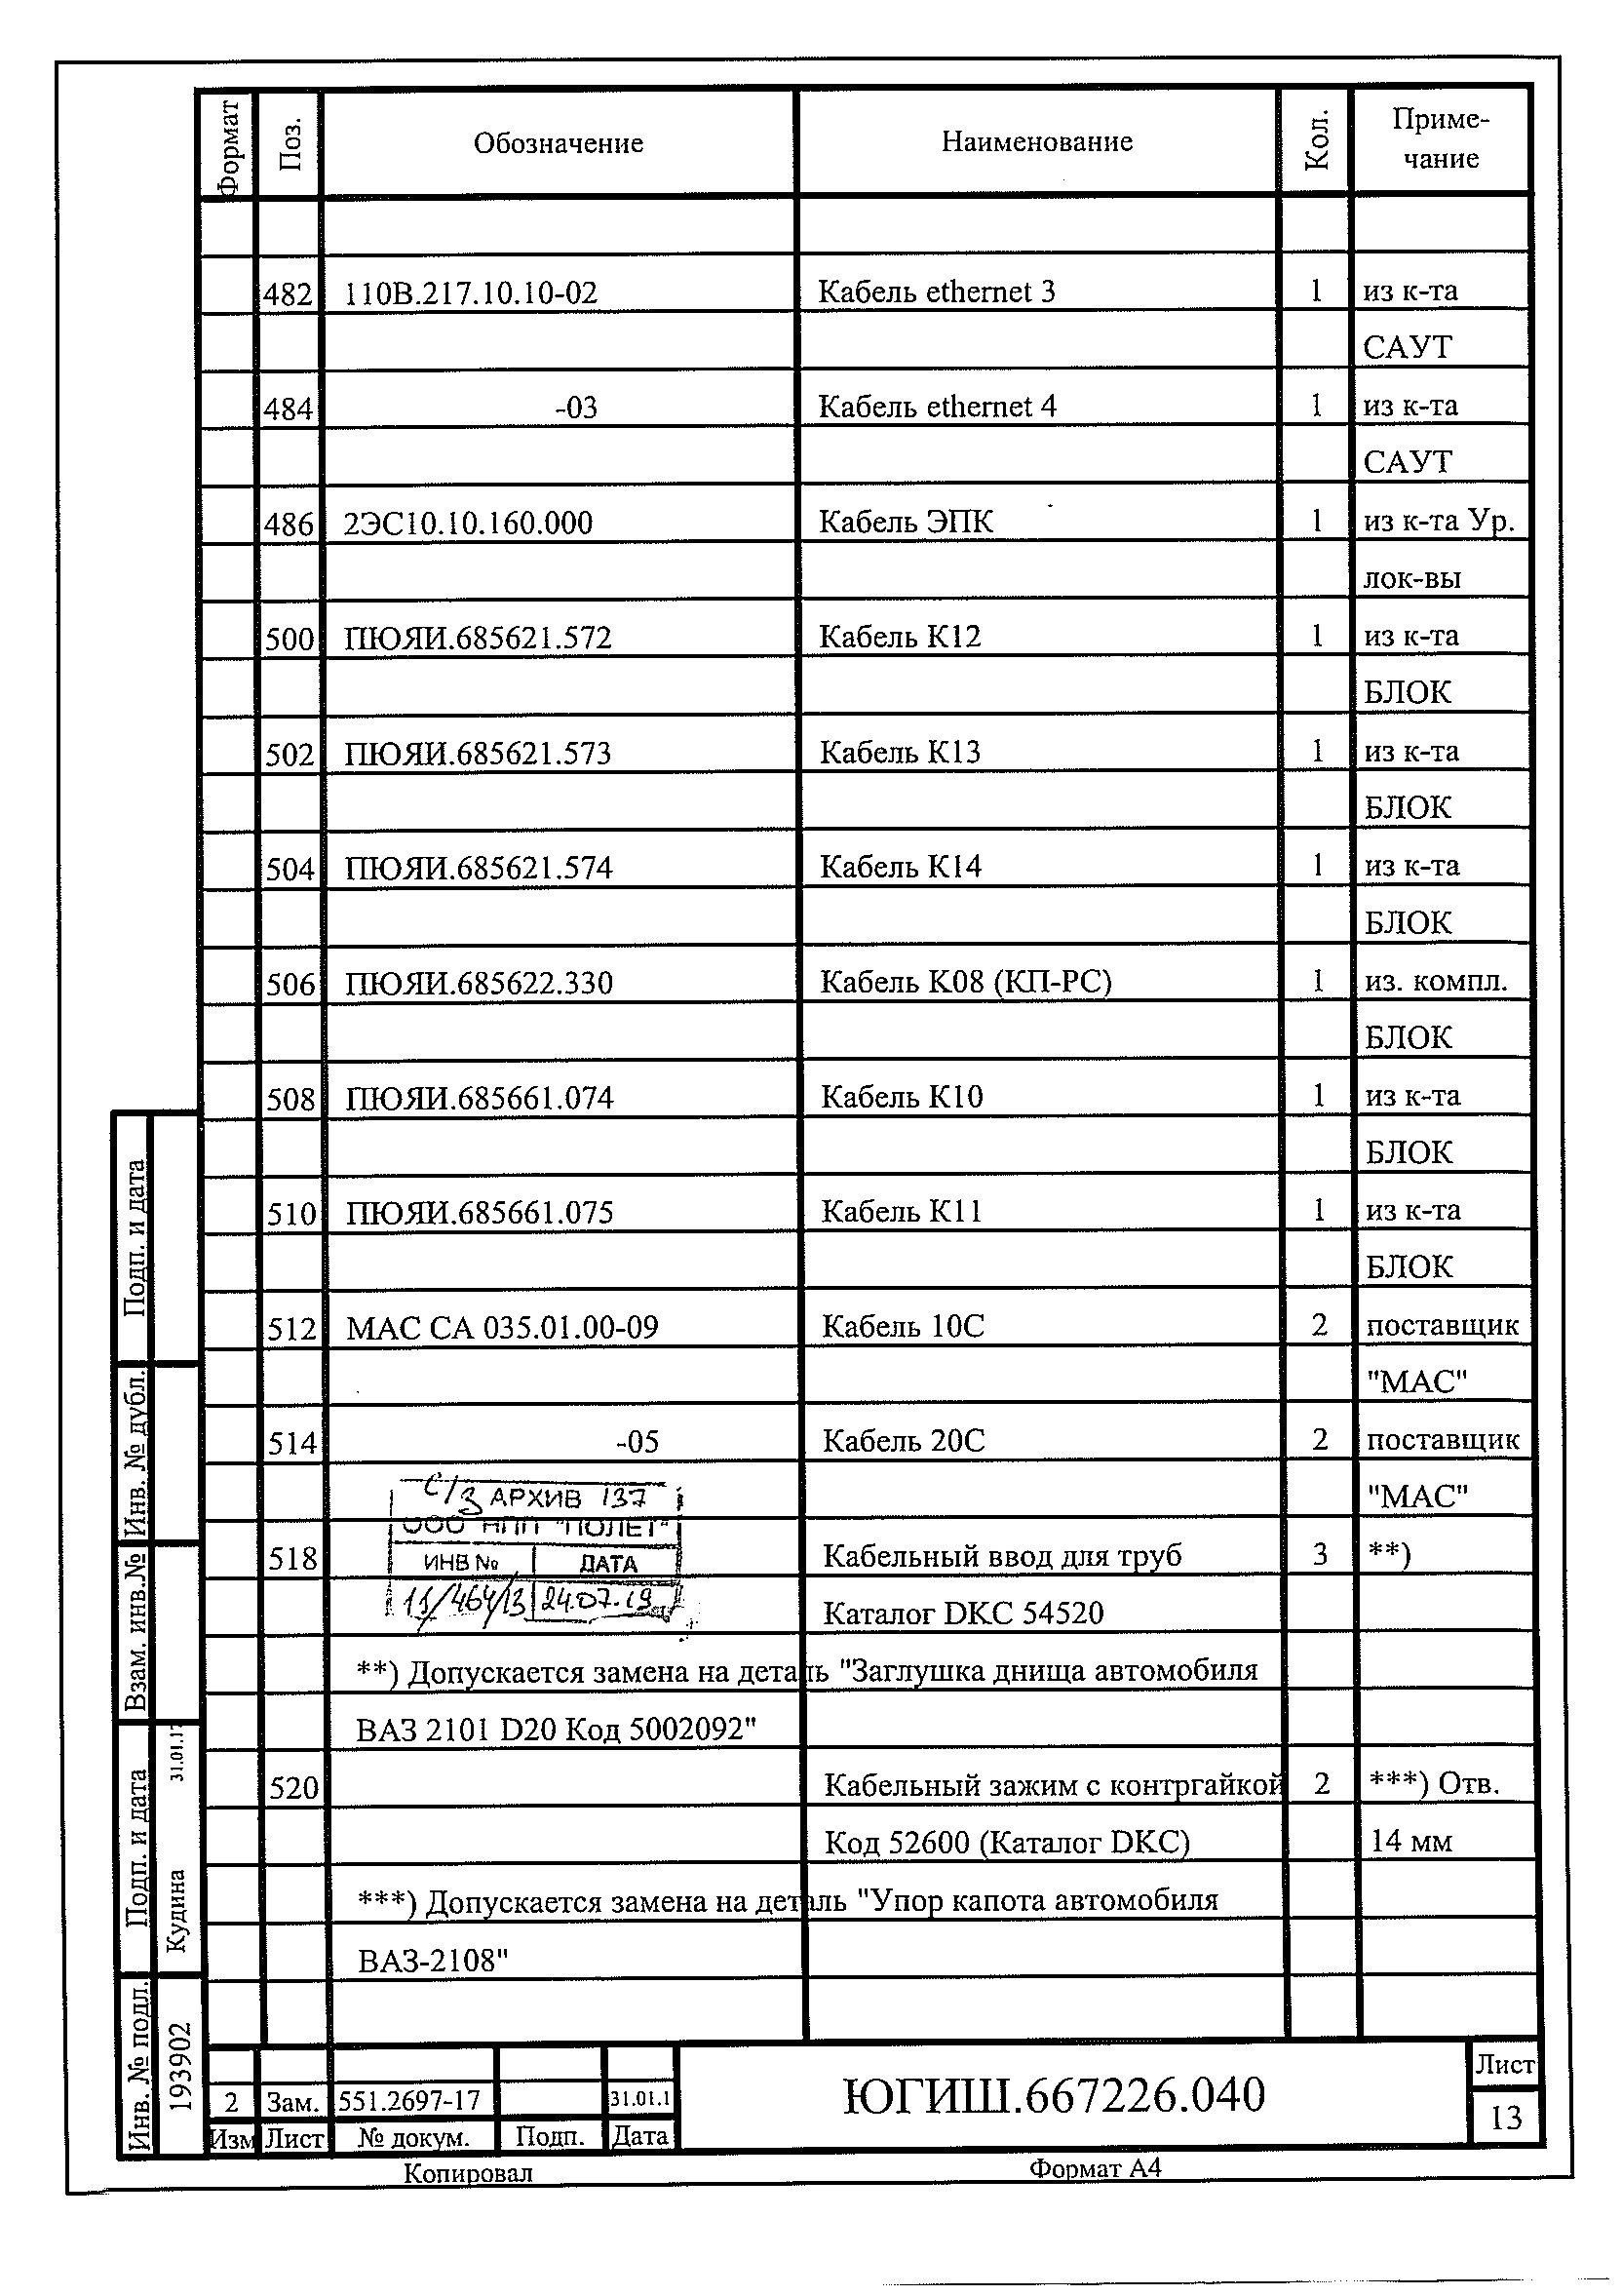 Формат Поз. Обозначение Наименование Кол. Приме-
чание
482 110В.217.10.10-02 Кабель ethernet 3 1 из к-та
САУТ
484 -03 Кабель ethernet 4 1 из к-та
САУТ
486 2ЭС10.10.160.000 Кабель ЭПК 1 из к-та Ур.
лок-вы
500 ПЮЯИ.685621.572 Кабель К12 1 из к-та
БЛОК
502 ПЮЯИ.685621.573 Кабель К13 1 из к-та
БЛОК
504 ПЮЯИ.685621.574 Кабель К14 1 из к-та
БЛОК
506 ПЮЯИ.685622.330 Кабель К08 (КП-РС) 1 из. компл.
БЛОК
508 ПЮЯИ.685661.074 Кабель К10 1 из к-та
БЛОК
510 ПЮЯИ.685661.075 Кабель К11 1 из к-та
БЛОК
512 МАС СА 035.01.00-09 Кабель 10С 2 поставщик
"МАС"
514 -05 Кабель 20С 2 поставщик
"МАС"
С/З АРХИВ 137
ООО НПП "ПОЛЕТ"
ИНВ № ДАТА
11/464/13 24.07.19
518 Кабельный ввод для труб 3 **)
Каталог DKC 54520
**) Допускается замена на деталь "Заглушка днища автомобиля
ВАЗ 2101 D20 Код 5002092"
520 Кабельный зажим с контргайкой 2 ***) Отв.
Код 52600 (Каталог DKC) 14 мм
***) Допускается замена на деталь "Упор капота автомобиля
ВАЗ-2108"
Подп. и дата
Инв. № дубл.
Взам. инв.№
Подп. и дата
Кудина 31.01.17
Инв. № подл.
193902
2 Зам. 551.2697-17 31.01.1
Изм Лист № докум. Подп. Дата
ЮГИШ.667226.040
Лист
13
Копировал Формат А4